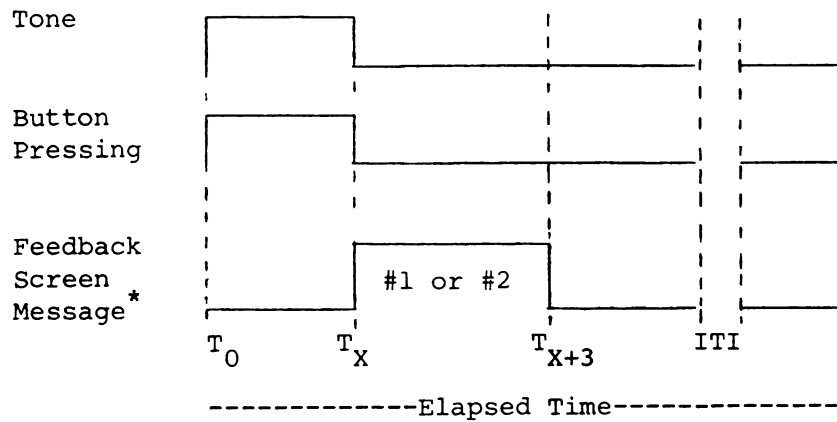 Tone
Button
Pressing
Feedback
Screen
Message*
#1 or #2
T0 TX TX+3 ITI
Elapsed Time